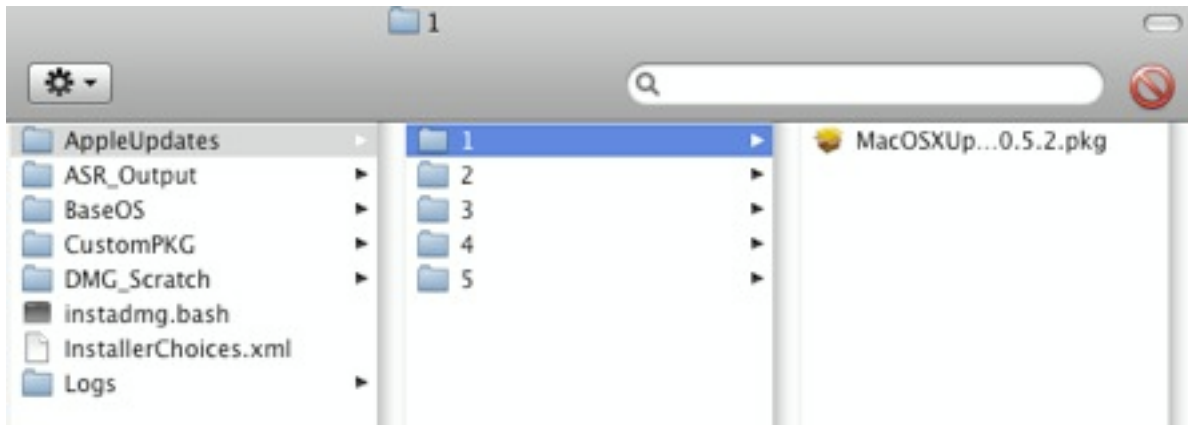 1
AppleUpdates
ASR_Output
BaseOS
CustomPKG
DMG_Scratch
instadmg.bash
InstallerChoices.xml
Logs
1
2
3
4
5
MacOSXUp...0.5.2.pkg